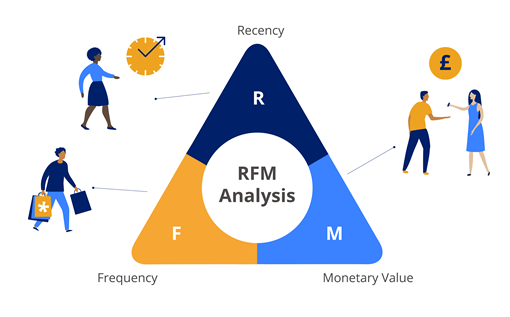 Recency
£
R
RFM
Analysis
F
M
Frequency
Monetary Value